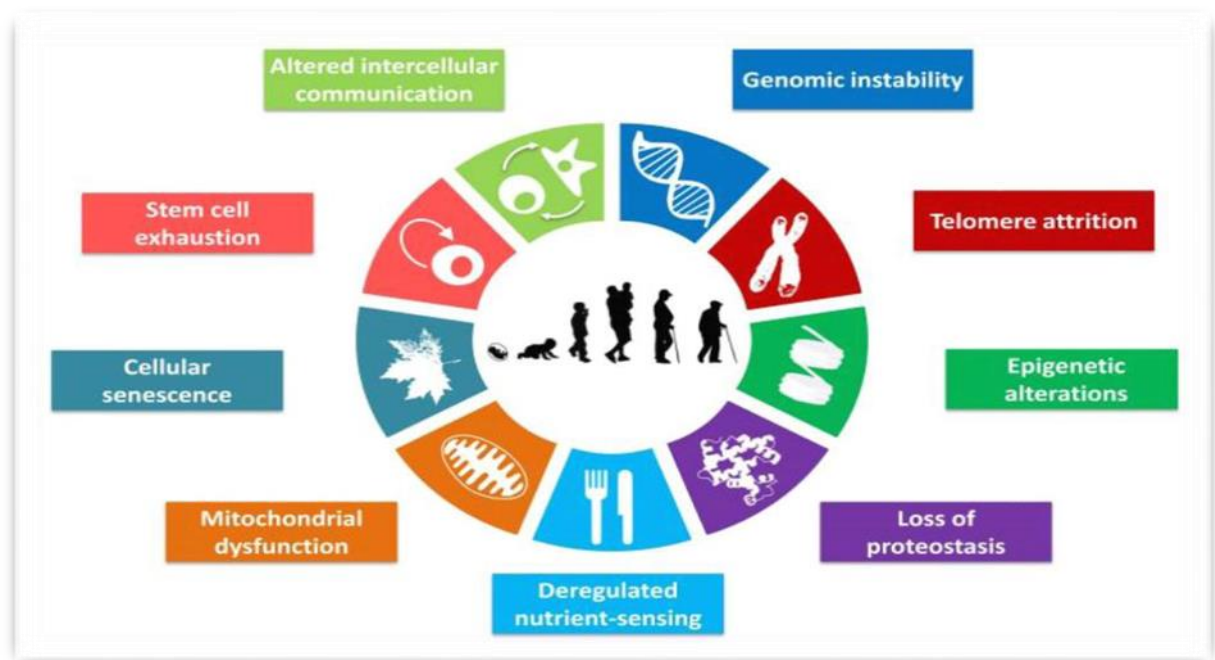 Altered intercellular
communication
Genomic instability
Stem cell
exhaustion
Telomere attrition
Cellular
senescence
Epigenetic
alterations
Mitochondrial
dysfunction
Loss of
proteostasis
Deregulated
nutrient-sensing